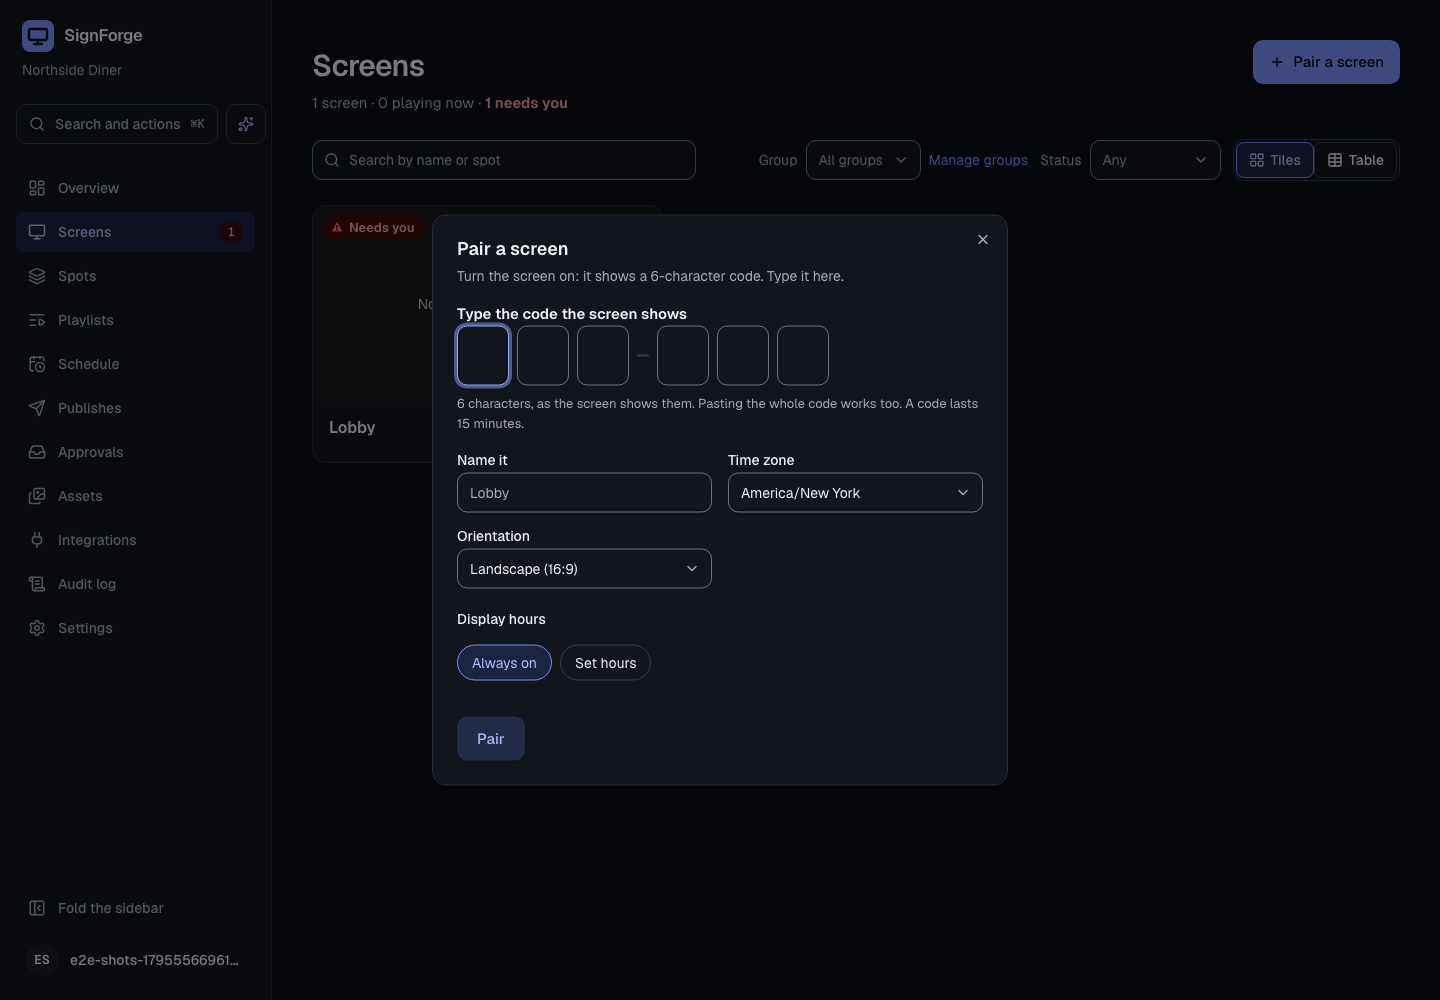 SignForge
Northside Diner
Search and actions ⌘K
Overview
Screens 1
Spots
Playlists
Schedule
Publishes
Approvals
Assets
Integrations
Audit log
Settings
Fold the sidebar
ES e2e-shots-17955566961...
Screens
Pair a screen
1 screen · 0 playing now · 1 needs you
Search by name or spot
Group All groups Manage groups Status Any Tiles Table
Needs you
Lobby
Pair a screen
Turn the screen on: it shows a 6-character code. Type it here.
Type the code the screen shows
–
6 characters, as the screen shows them. Pasting the whole code works too. A code lasts
15 minutes.
Name it
Lobby
Time zone
America/New York
Orientation
Landscape (16:9)
Display hours
Always on Set hours
Pair